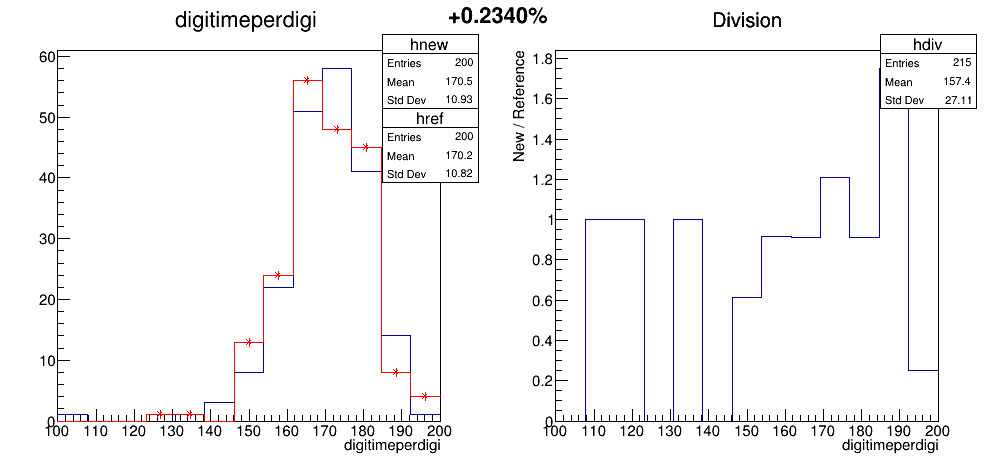 +0.2340%
digitimeperdigi
hnew
Entries 200
Mean 170.5
Std Dev 10.93
href
Entries 200
Mean 170.2
Std Dev 10.82
60
50
40
30
20
10
0
100 110 120 130 140 150 160 170 180 190 200
digitimeperdigi
Division
hdiv
Entries 215
Mean 157.4
Std Dev 27.11
New / Reference
1.8
1.6
1.4
1.2
1
0.8
0.6
0.4
0.2
0
100 110 120 130 140 150 160 170 180 190 200
digitimeperdigi